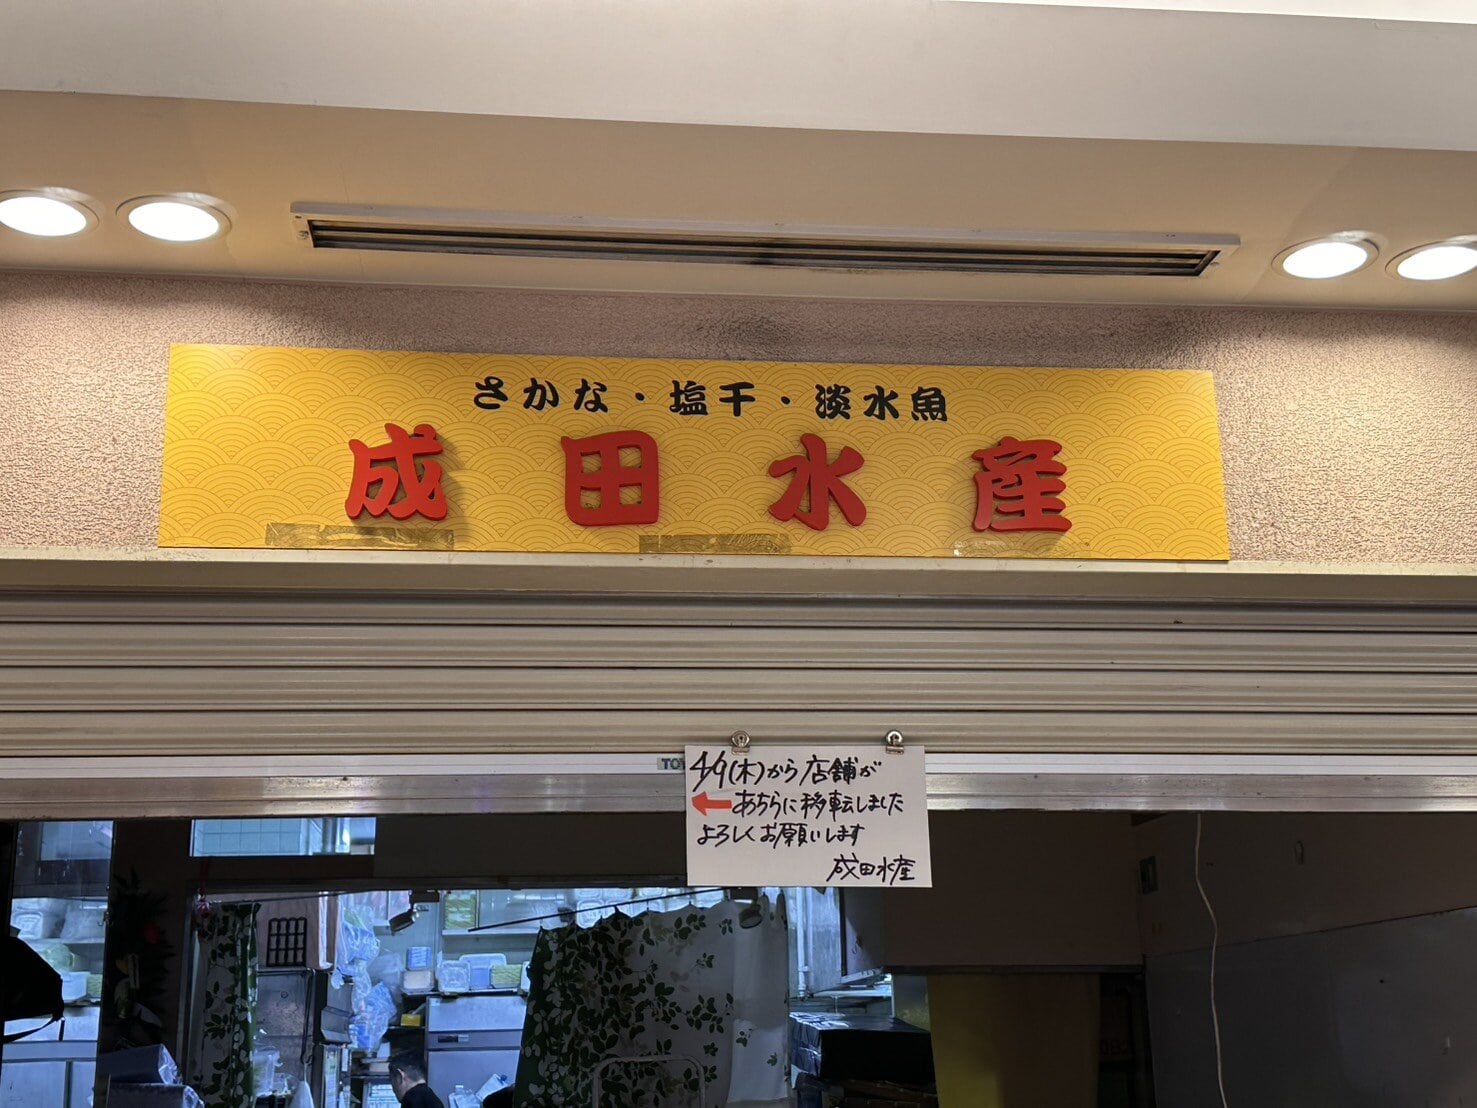 さかな・塩干・淡水魚
成田水産
4/9(木)から店舗が
←あちらに移転しました
よろしくお願いします
成田水産